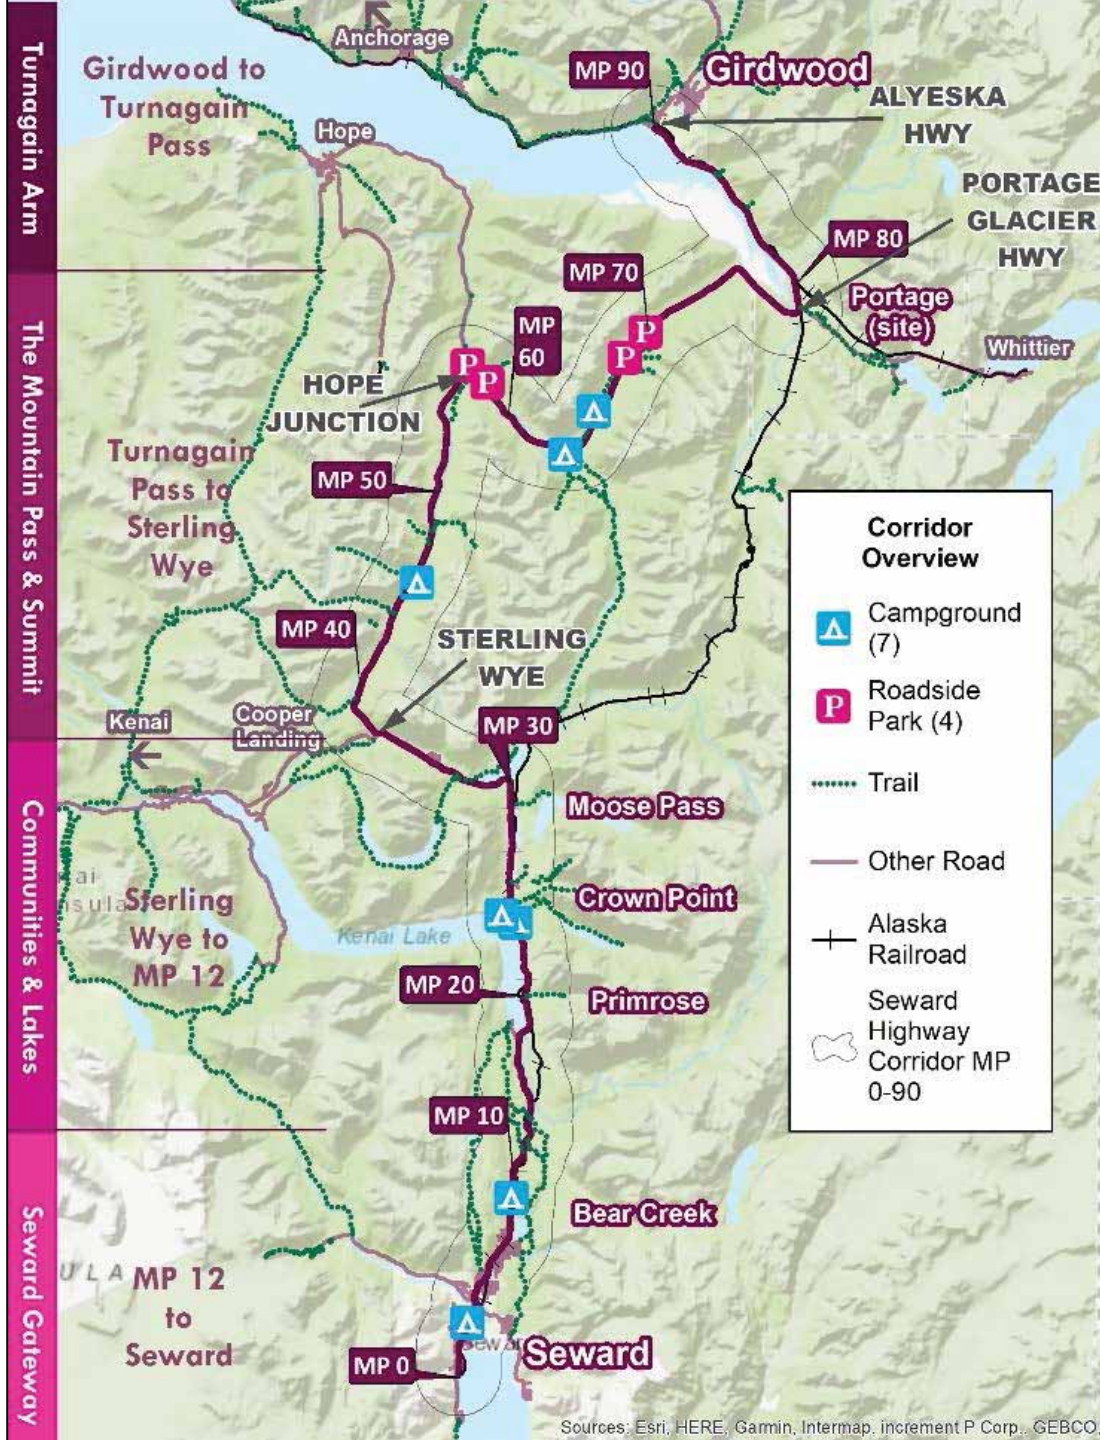 Turnagain Arm
The Mountain Pass & Summit
Communities & Lakes
Seward Gateway
Anchorage
Girdwood to
Turnagain
Pass
Hope
MP 90
Girdwood
ALYESKA
HWY
PORTAGE
GLACIER
HWY
MP 80
MP 70
Portage
(site)
Whittier
MP
60
HOPE
JUNCTION
Turnagain
Pass to
Sterling
Wye
MP 50
MP 40
STERLING
WYE
Kenai
Cooper
Landing
MP 30
Moose Pass
Crown Point
Sterling
Wye to
MP 12
Kenai Lake
MP 20
Primrose
MP 10
Bear Creek
ULA
MP 12
to
Seward
MP 0
Seward
Corridor
Overview
Campground
(7)
Roadside
Park (4)
Trail
Other Road
Alaska
Railroad
Seward
Highway
Corridor MP
0-90
Sources: Esri, HERE, Garmin, Intermap, increment P Corp., GEBCO,